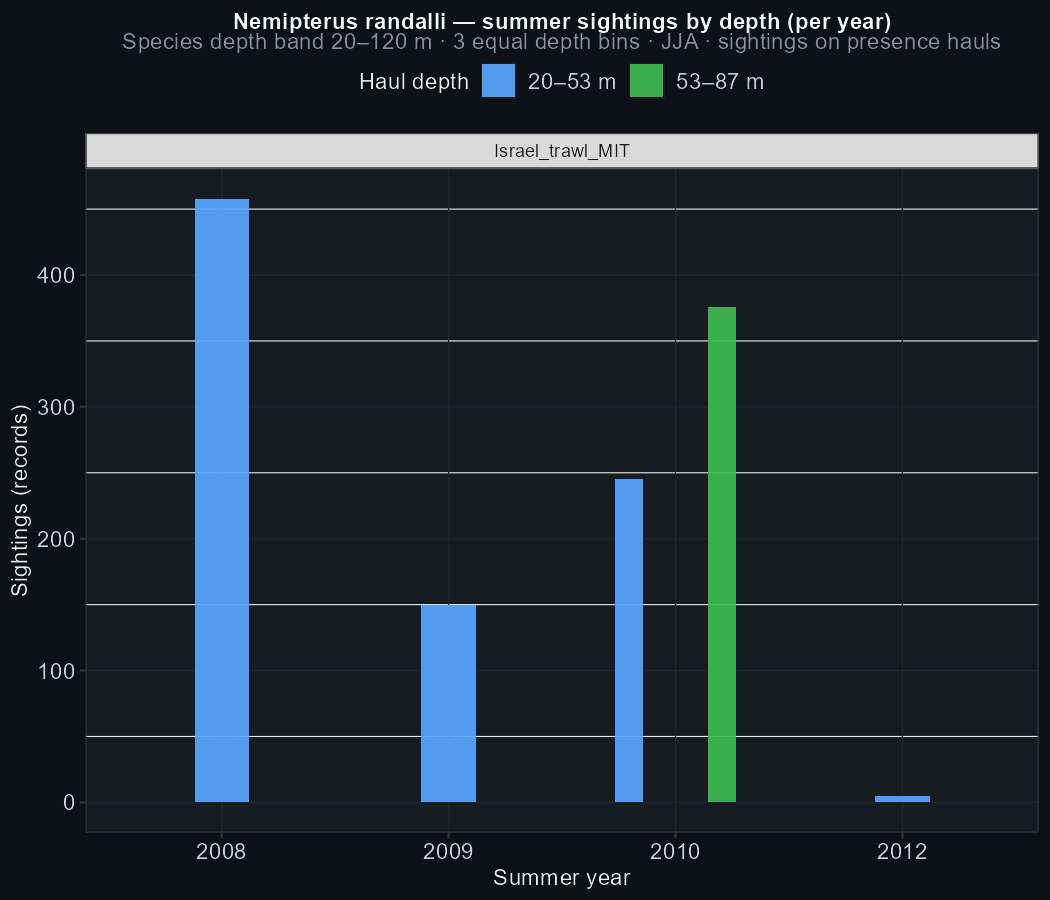 Nemipterus randalli — summer sightings by depth (per year)
Species depth band 20–120 m · 3 equal depth bins · JJA · sightings on presence hauls
Haul depth 20–53 m 53–87 m
Israel_trawl_MIT
Sightings (records)
400
300
200
100
0
2008 2009 2010 2012
Summer year